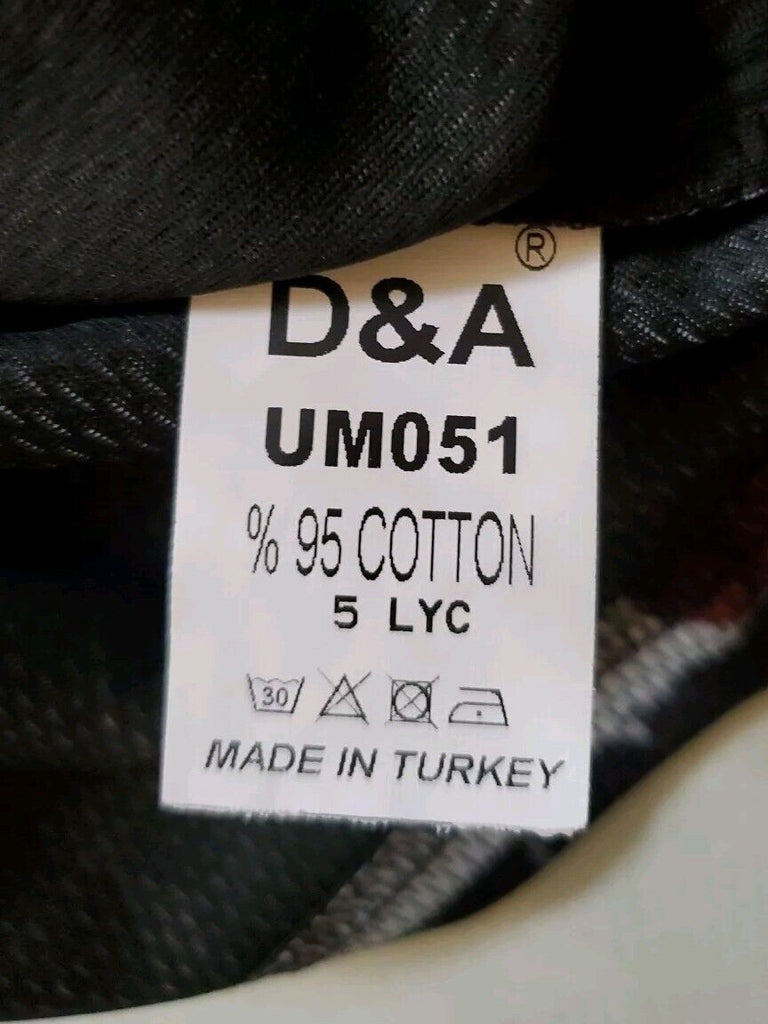 ®
D&A
UM051
% 95 COTTON
5 LYC
30
MADE IN TURKEY